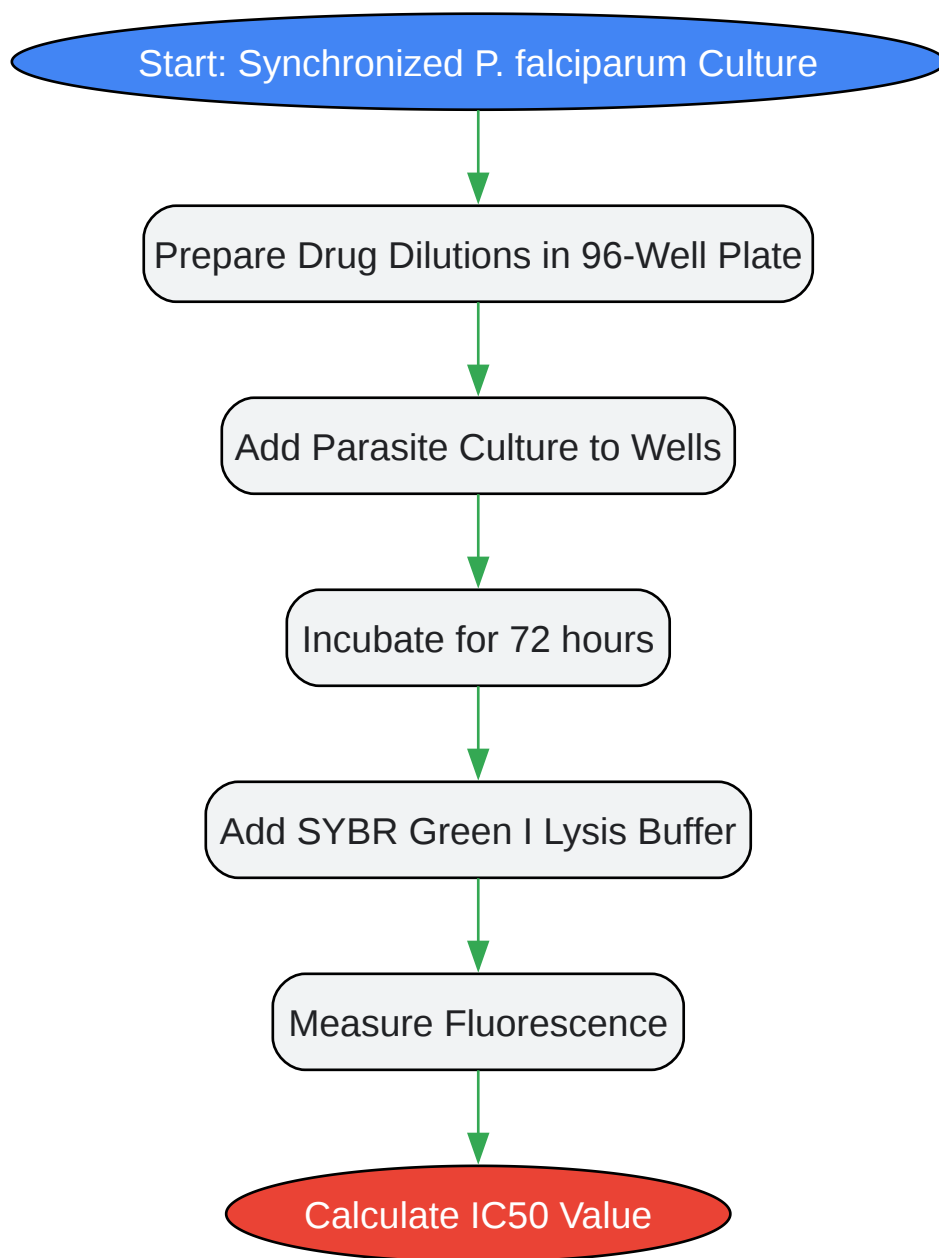 Start: Synchronized P. falciparum Culture
Prepare Drug Dilutions in 96-Well Plate
Add Parasite Culture to Wells
Incubate for 72 hours
Add SYBR Green I Lysis Buffer
Measure Fluorescence
Calculate IC50 Value